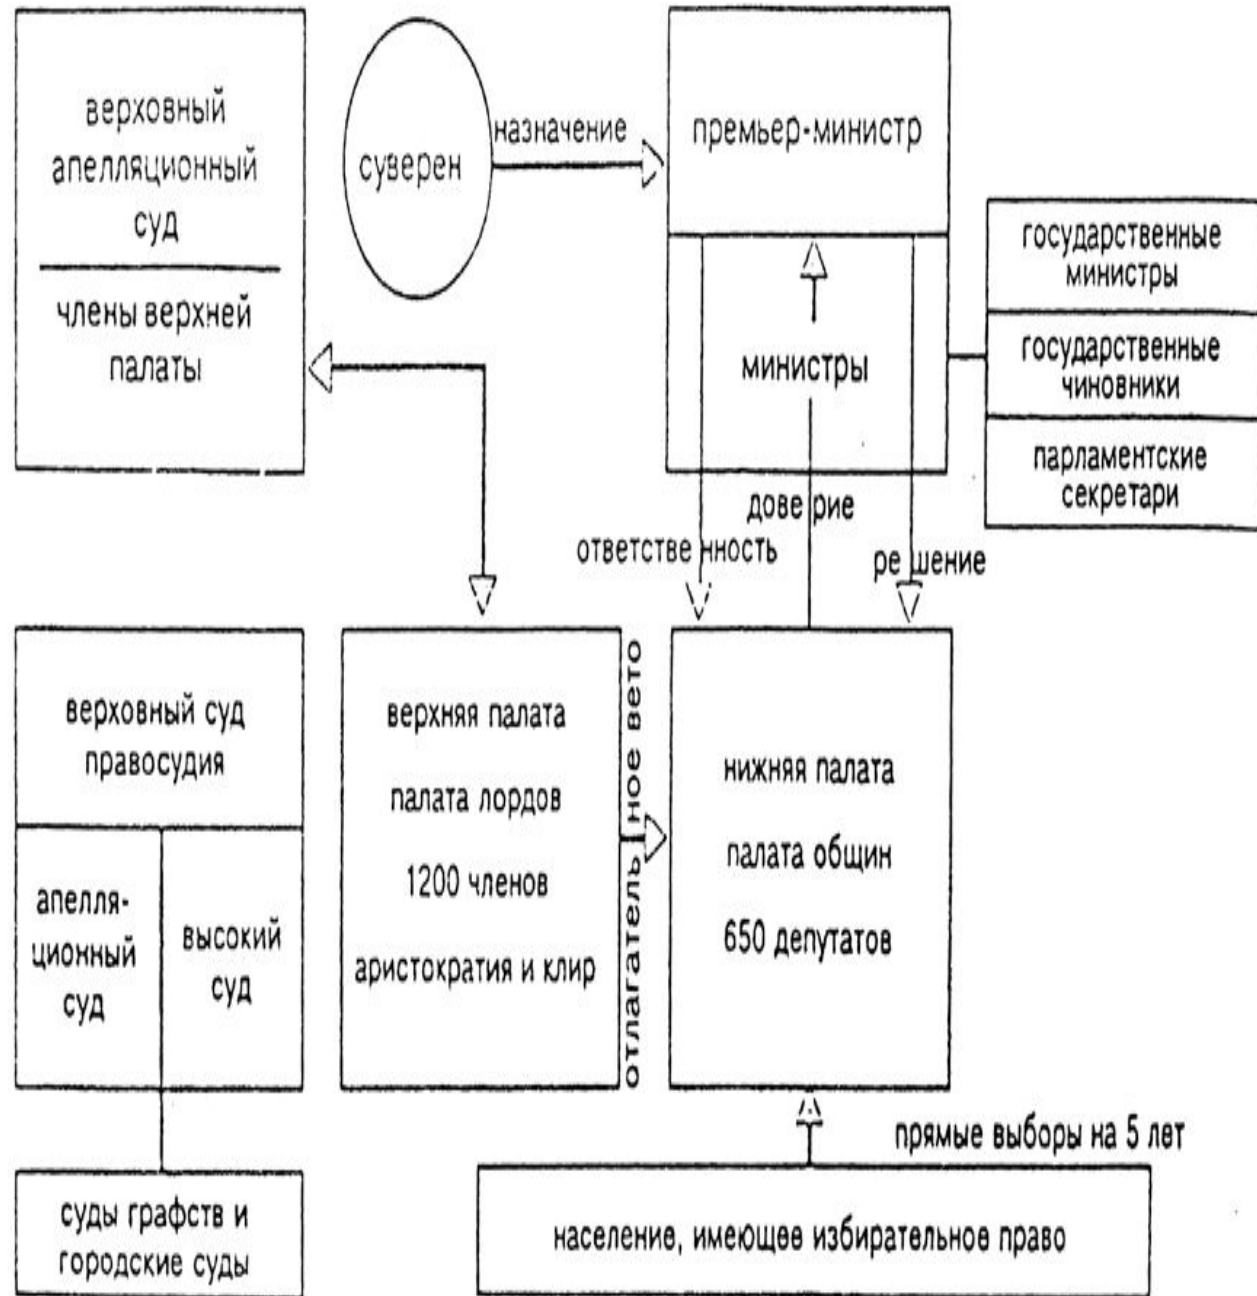 верховный
апелляционный
суд
члены верхней
палаты
суверен
назначение
премьер-министр
министры
государственные
министры
государственные
чиновники
парламентские
секретари
доверие
ответственность
решение
верховный суд
правосудия
апелля-
ционный
суд
высокий
суд
суды графств и
городские суды
верхняя палата
палата лордов
1200 членов
аристократия и клир
отлагательное вето
нижняя палата
палата общин
650 депутатов
прямые выборы на 5 лет
население, имеющее избирательное право